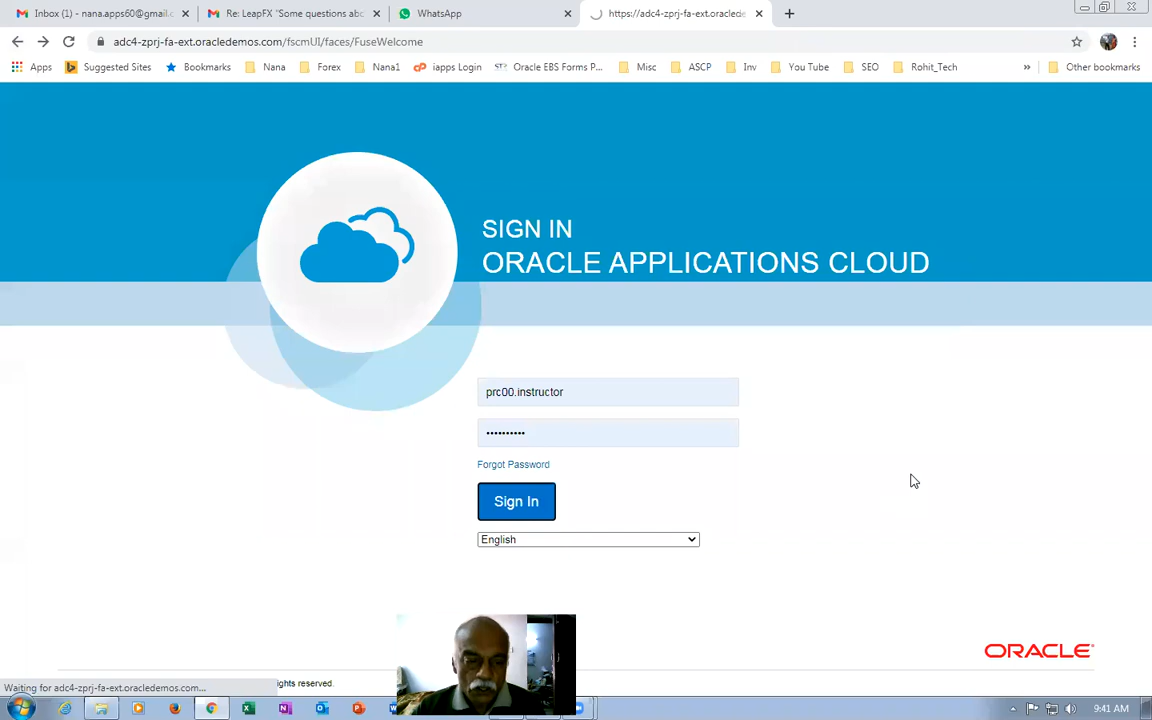 Inbox (1) - nana.apps60@gmail.c
Re: LeapFX "Some questions abc
WhatsApp
https://adc4-zprj-fa-ext.oraclede
adc4-zprj-fa-ext.oracledemos.com/fscmUI/faces/FuseWelcome
Apps
Suggested Sites
Bookmarks
Nana
Forex
Nana1
iapps Login
Oracle EBS Forms P...
Misc
ASCP
Inv
You Tube
SEO
Rohit_Tech
»
Other bookmarks
SIGN IN
ORACLE APPLICATIONS CLOUD
prc00.instructor
••••••••••
Forgot Password
Sign In
English
ORACLE
Waiting for adc4-zprj-fa-ext.oracledemos.com...
ights reserved.
9:41 AM